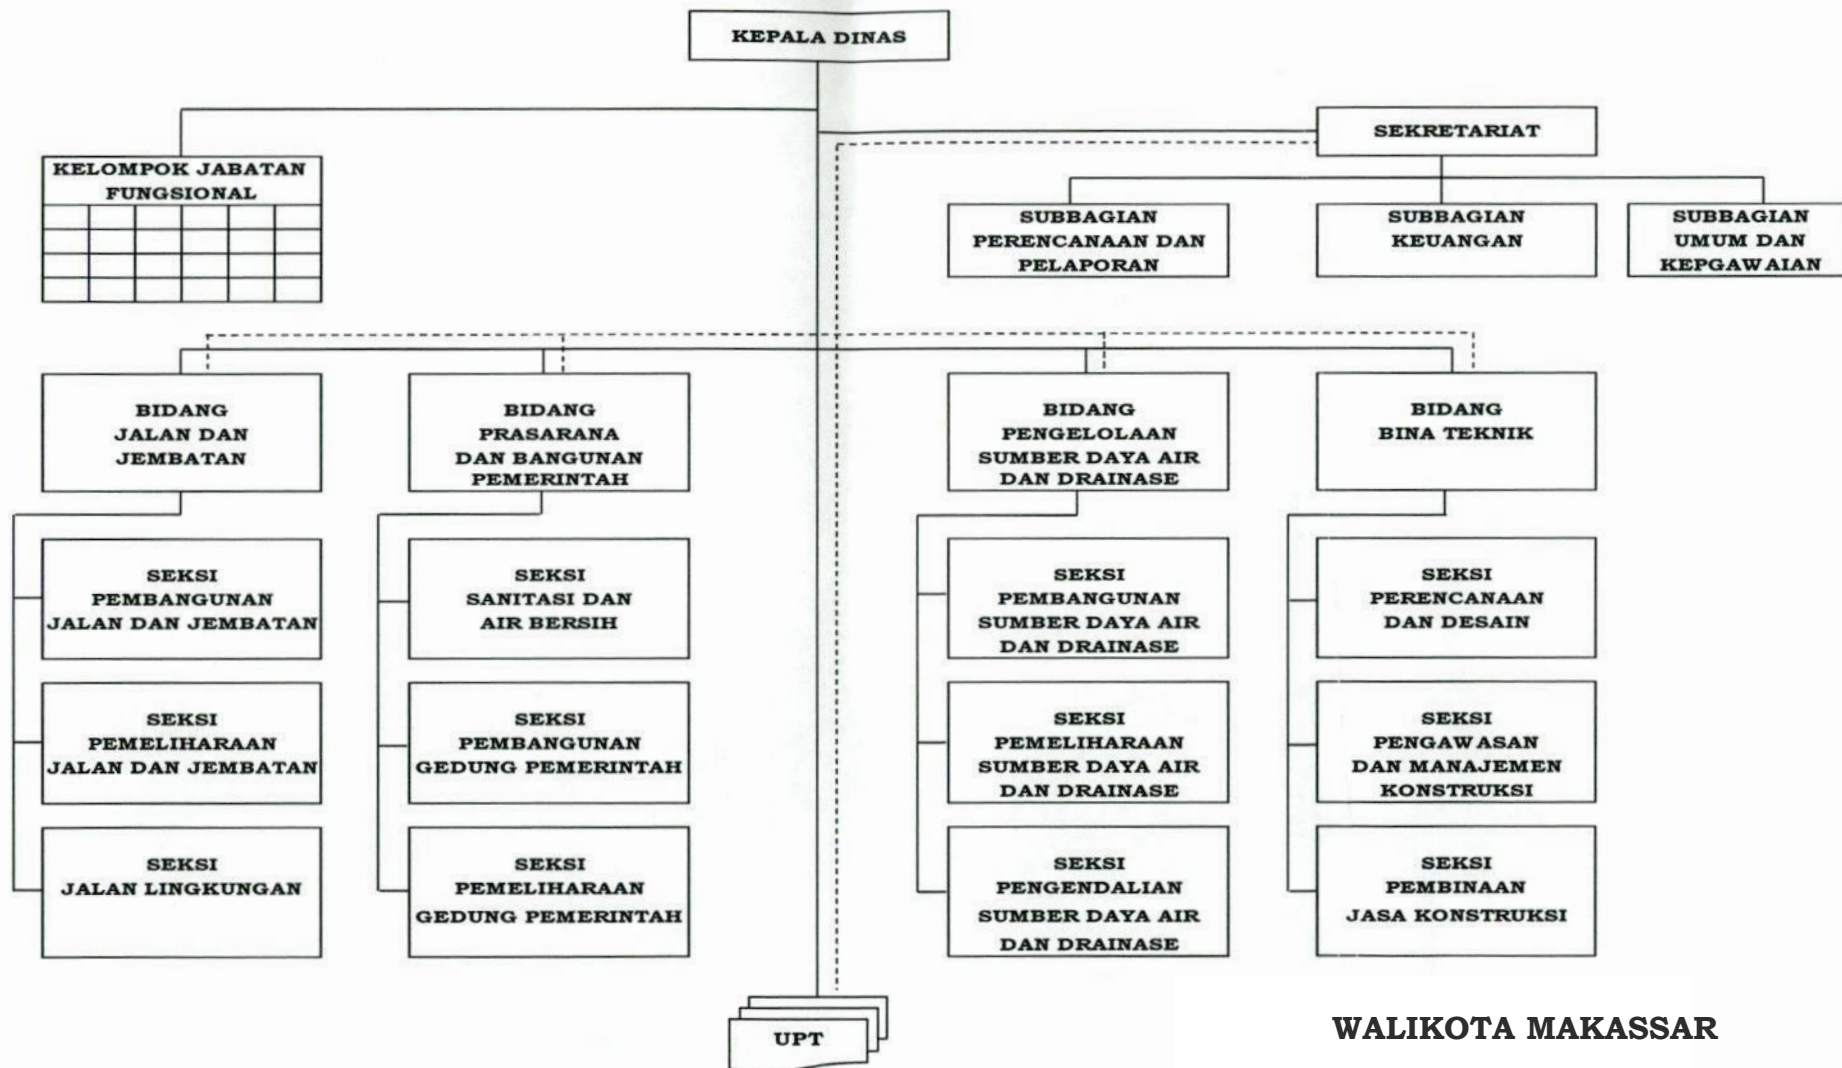 KEPALA DINAS
SEKRETARIAT
KELOMPOK JABATAN
FUNGSIONAL
SUBBAGIAN
PERENCANAAN DAN
PELAPORAN
SUBBAGIAN
KEUANGAN
SUBBAGIAN
UMUM DAN
KEPGAWAIAN
BIDANG
JALAN DAN
JEMBATAN
BIDANG
PRASARANA
DAN BANGUNAN
PEMERINTAH
BIDANG
PENGELOLAAN
SUMBER DAYA AIR
DAN DRAINASE
BIDANG
BINA TEKNIK
SEKSI
PEMBANGUNAN
JALAN DAN JEMBATAN
SEKSI
SANITASI DAN
AIR BERSIH
SEKSI
PEMBANGUNAN
SUMBER DAYA AIR
DAN DRAINASE
SEKSI
PERENCANAAN
DAN DESAIN
SEKSI
PEMELIHARAAN
JALAN DAN JEMBATAN
SEKSI
PEMBANGUNAN
GEDUNG PEMERINTAH
SEKSI
PEMELIHARAAN
SUMBER DAYA AIR
DAN DRAINASE
SEKSI
PENGAWASAN
DAN MANAJEMEN
KONSTRUKSI
SEKSI
JALAN LINGKUNGAN
SEKSI
PEMELIHARAAN
GEDUNG PEMERINTAH
SEKSI
PENGENDALIAN
SUMBER DAYA AIR
DAN DRAINASE
SEKSI
PEMBINAAN
JASA KONSTRUKSI
UPT
WALIKOTA MAKASSAR